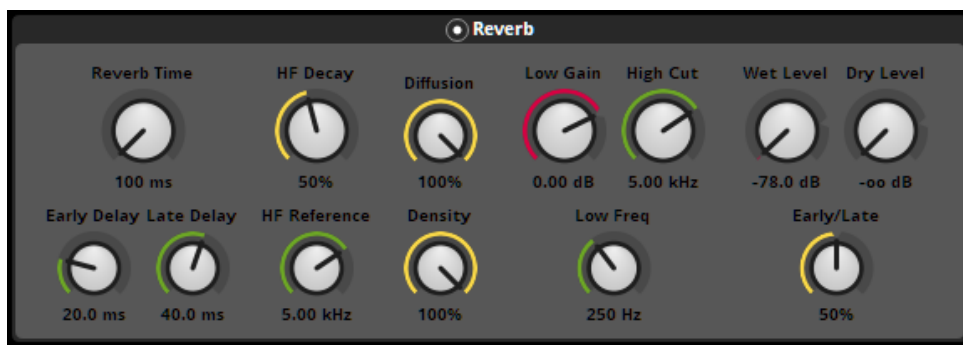 Reverb
Reverb Time HF Decay Diffusion Low Gain High Cut Wet Level Dry Level
100 ms 50% 100% 0.00 dB 5.00 kHz -78.0 dB -oo dB
Early Delay Late Delay HF Reference Density Low Freq Early/Late
20.0 ms 40.0 ms 5.00 kHz 100% 250 Hz 50%